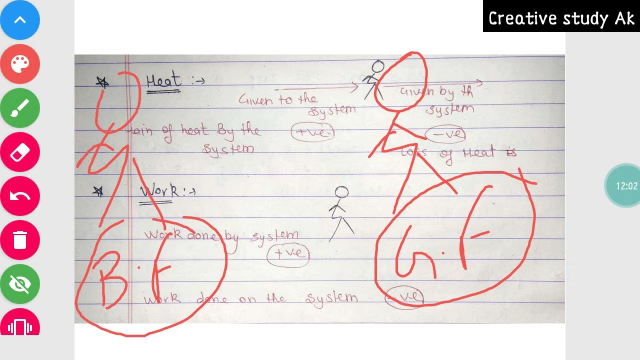 Creative study Ak
* Heat :→
Given to the system
Given by th system
Gain of heat By the system
+ve
-ve
Loss of Heat is
12:02
* Work :→
Work done by system
+ve
B.F
G.F
Work done on the system
-ve